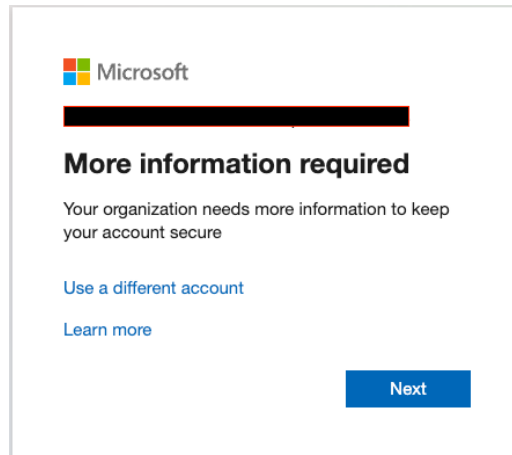 Microsoft
More information required
Your organization needs more information to keep
your account secure
Use a different account
Learn more
Next